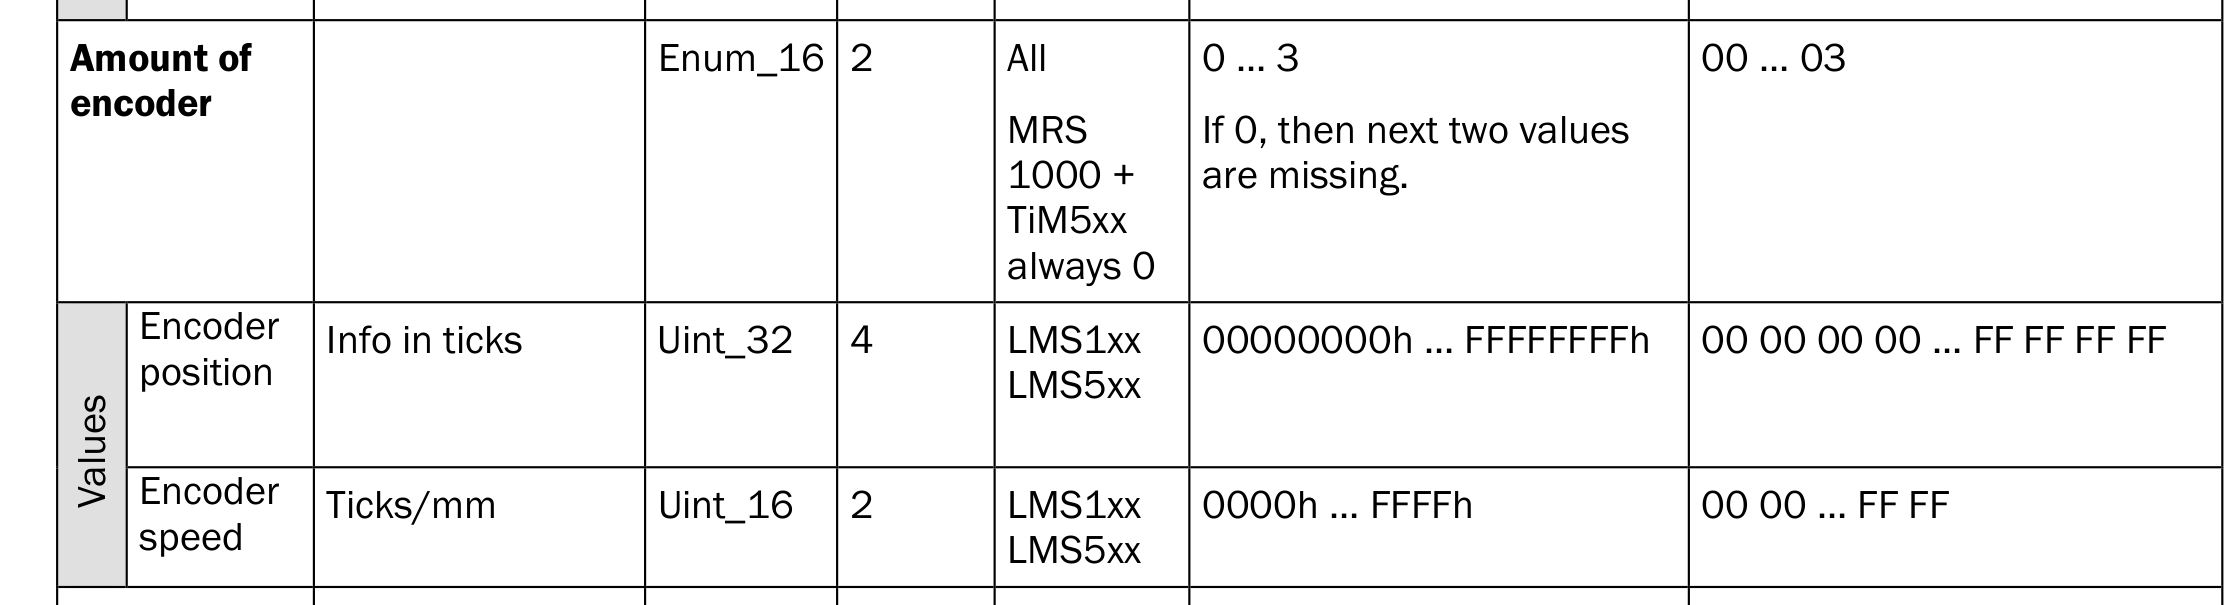 Amount of
encoder
Enum_16
2
All
MRS
1000 +
TiM5xx
always 0
0 ... 3
If 0, then next two values
are missing.
00 ... 03
Values
Encoder
position
Info in ticks
Uint_32
4
LMS1xx
LMS5xx
00000000h ... FFFFFFFFh
00 00 00 00 ... FF FF FF FF
Encoder
speed
Ticks/mm
Uint_16
2
LMS1xx
LMS5xx
0000h ... FFFFh
00 00 ... FF FF